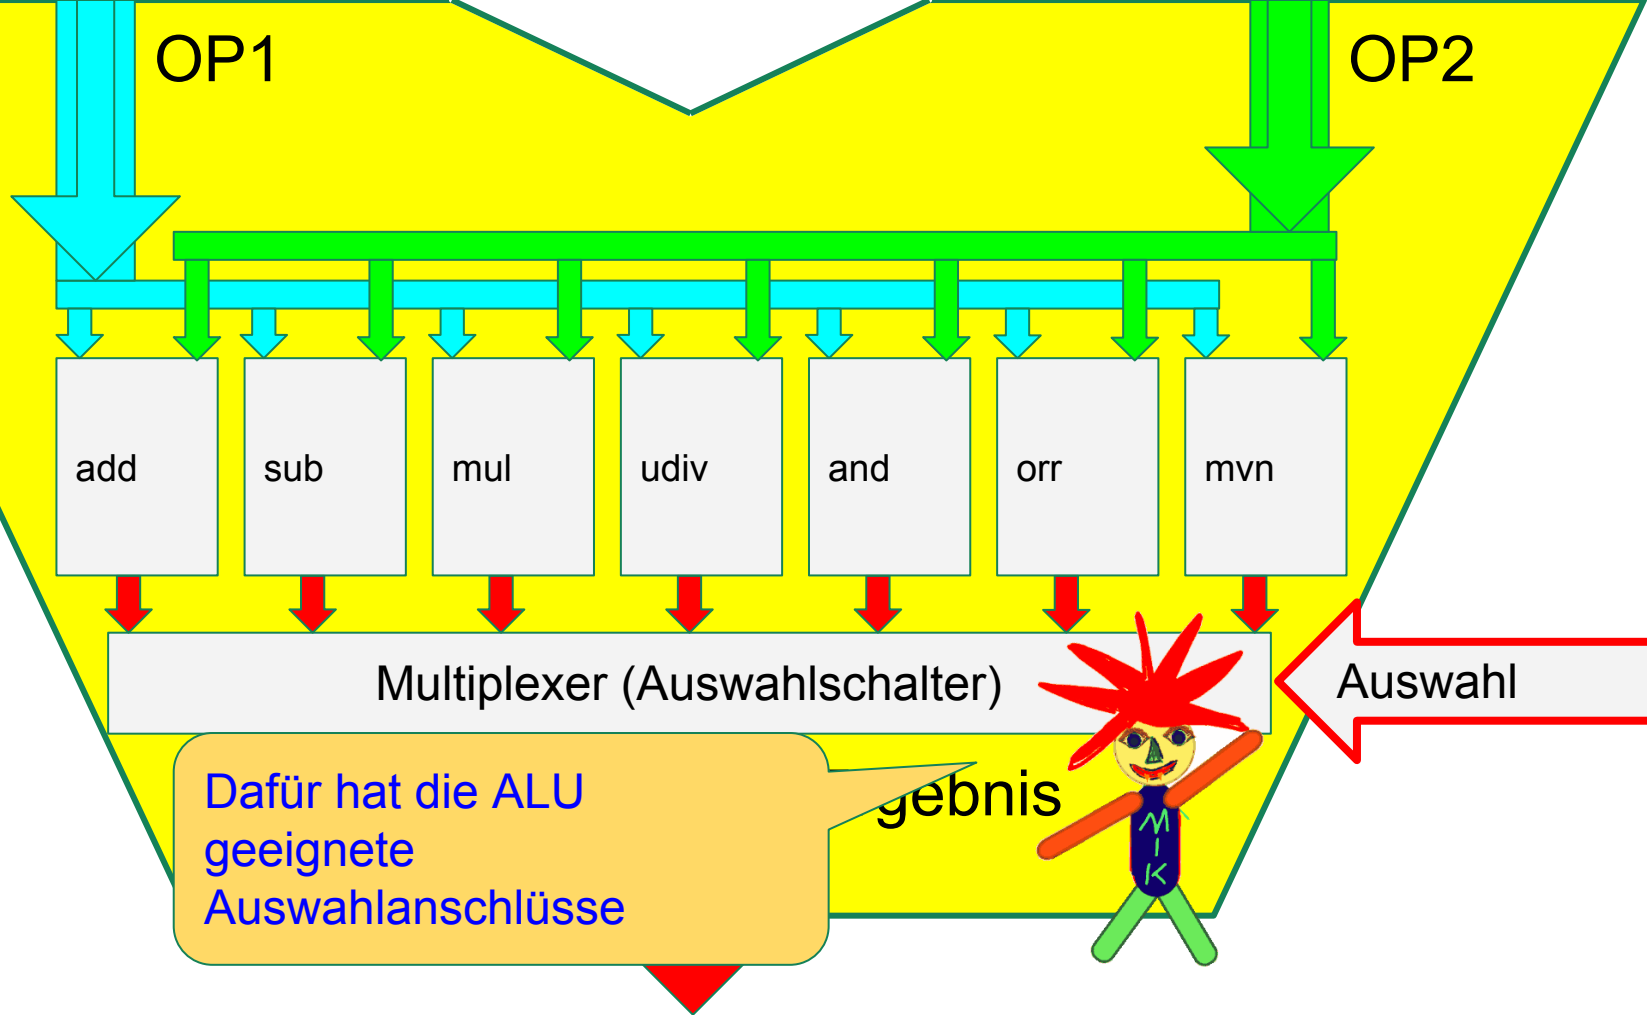 OP1
OP2
add
sub
mul
udiv
and
orr
mvn
Multiplexer (Auswahlschalter)
Auswahl
Dafür hat die ALU
geeignete
Auswahlanschlüsse
gebnis
MIK